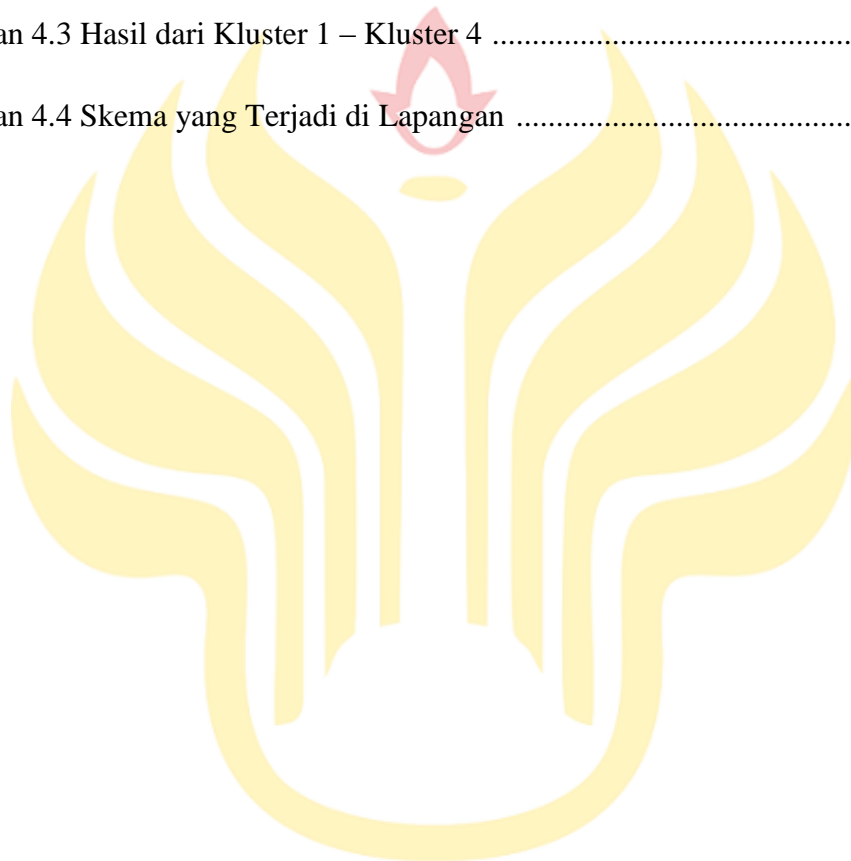 an 4.3 Hasil dari Kluster 1 – Kluster 4 ......................................
an 4.4 Skema yang Terjadi di Lapangan ...................................